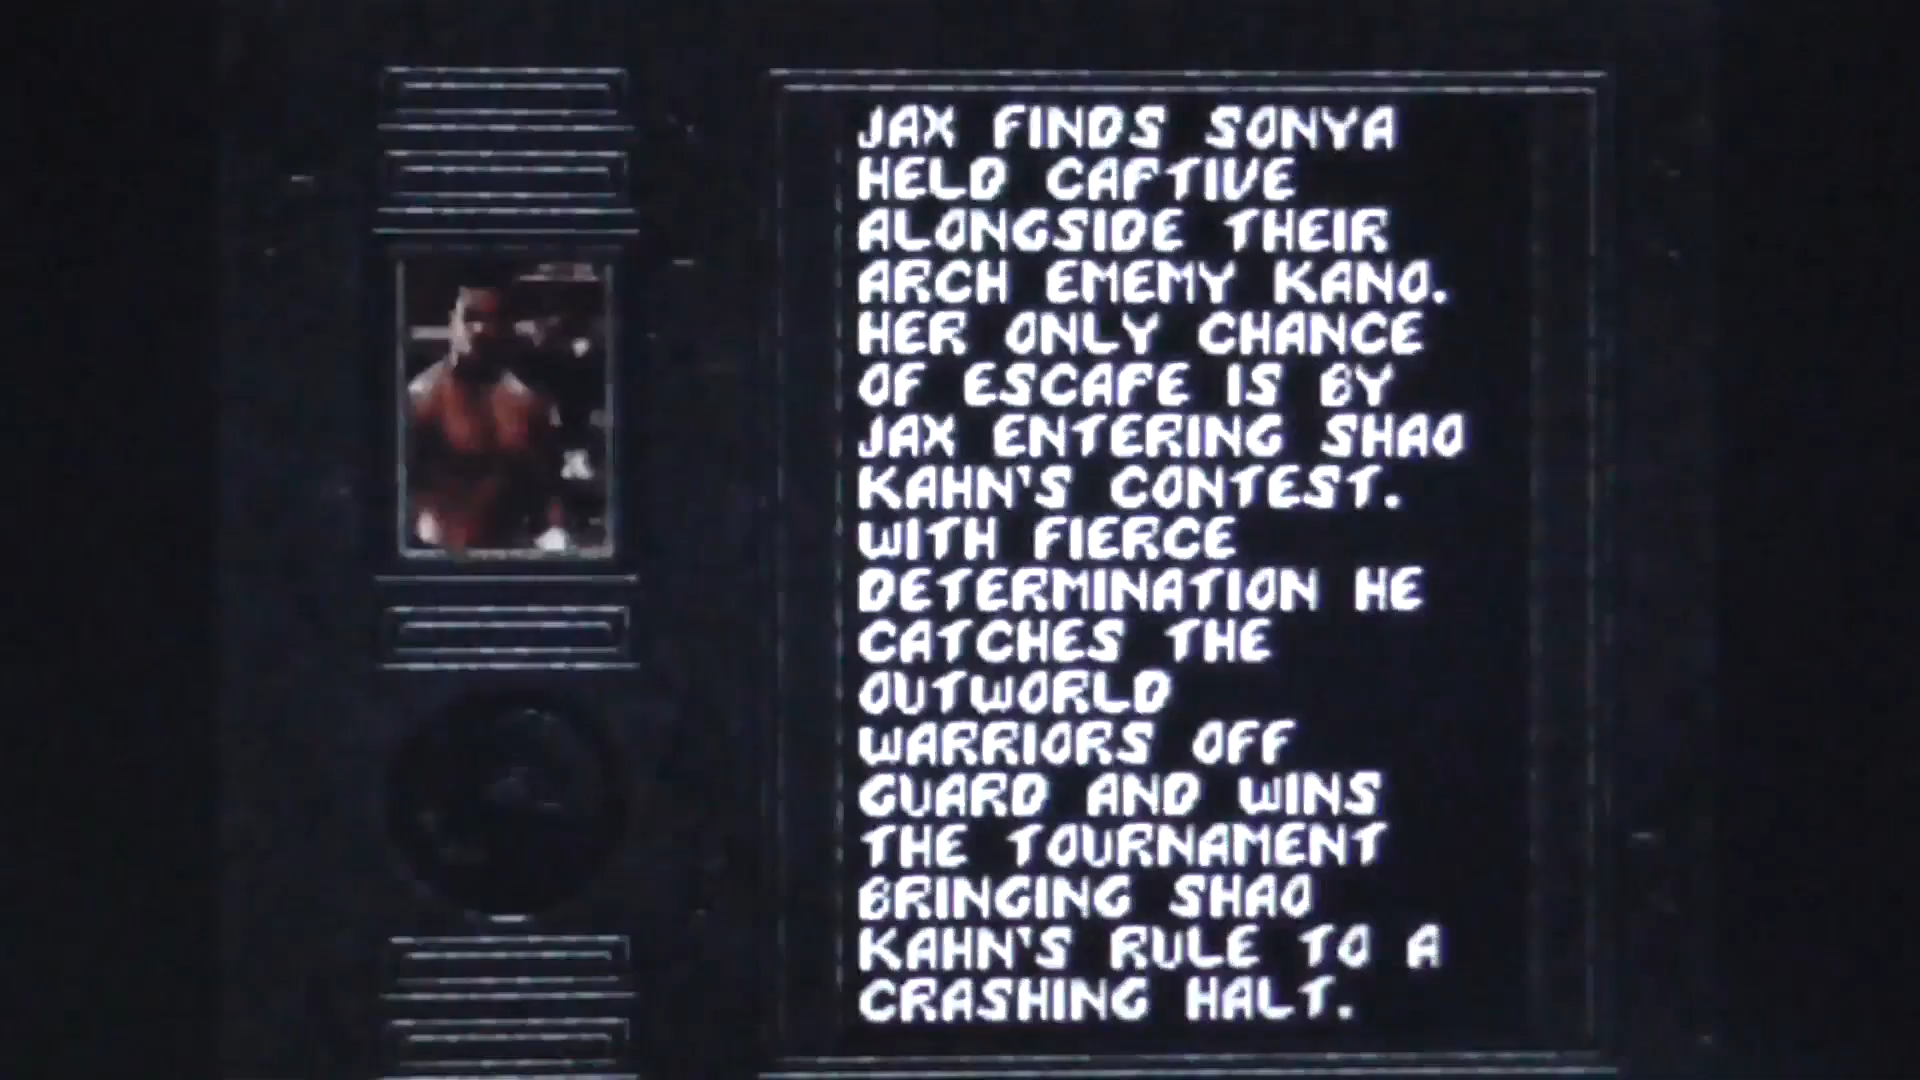 JAX FINDS SONYA
HELD CAPTIVE
ALONGSIDE THEIR
ARCH EMEMY KANO.
HER ONLY CHANCE
OF ESCAPE IS BY
JAX ENTERING SHAO
KAHN'S CONTEST.
WITH FIERCE
DETERMINATION HE
CATCHES THE
OUTWORLD
WARRIORS OFF
GUARD AND WINS
THE TOURNAMENT
BRINGING SHAO
KAHN'S RULE TO A
CRASHING HALT.